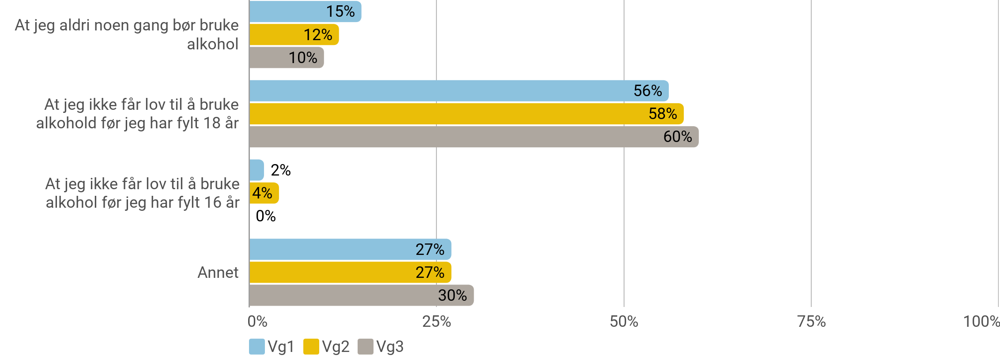 At jeg aldri noen gang bør bruke
alkohol
15%
12%
10%
At jeg ikke får lov til å bruke
alkohold før jeg har fylt 18 år
56%
58%
60%
At jeg ikke får lov til å bruke
alkohol før jeg har fylt 16 år
2%
4%
0%
Annet
27%
27%
30%
0% 25% 50% 75% 100%
Vg1 Vg2 Vg3